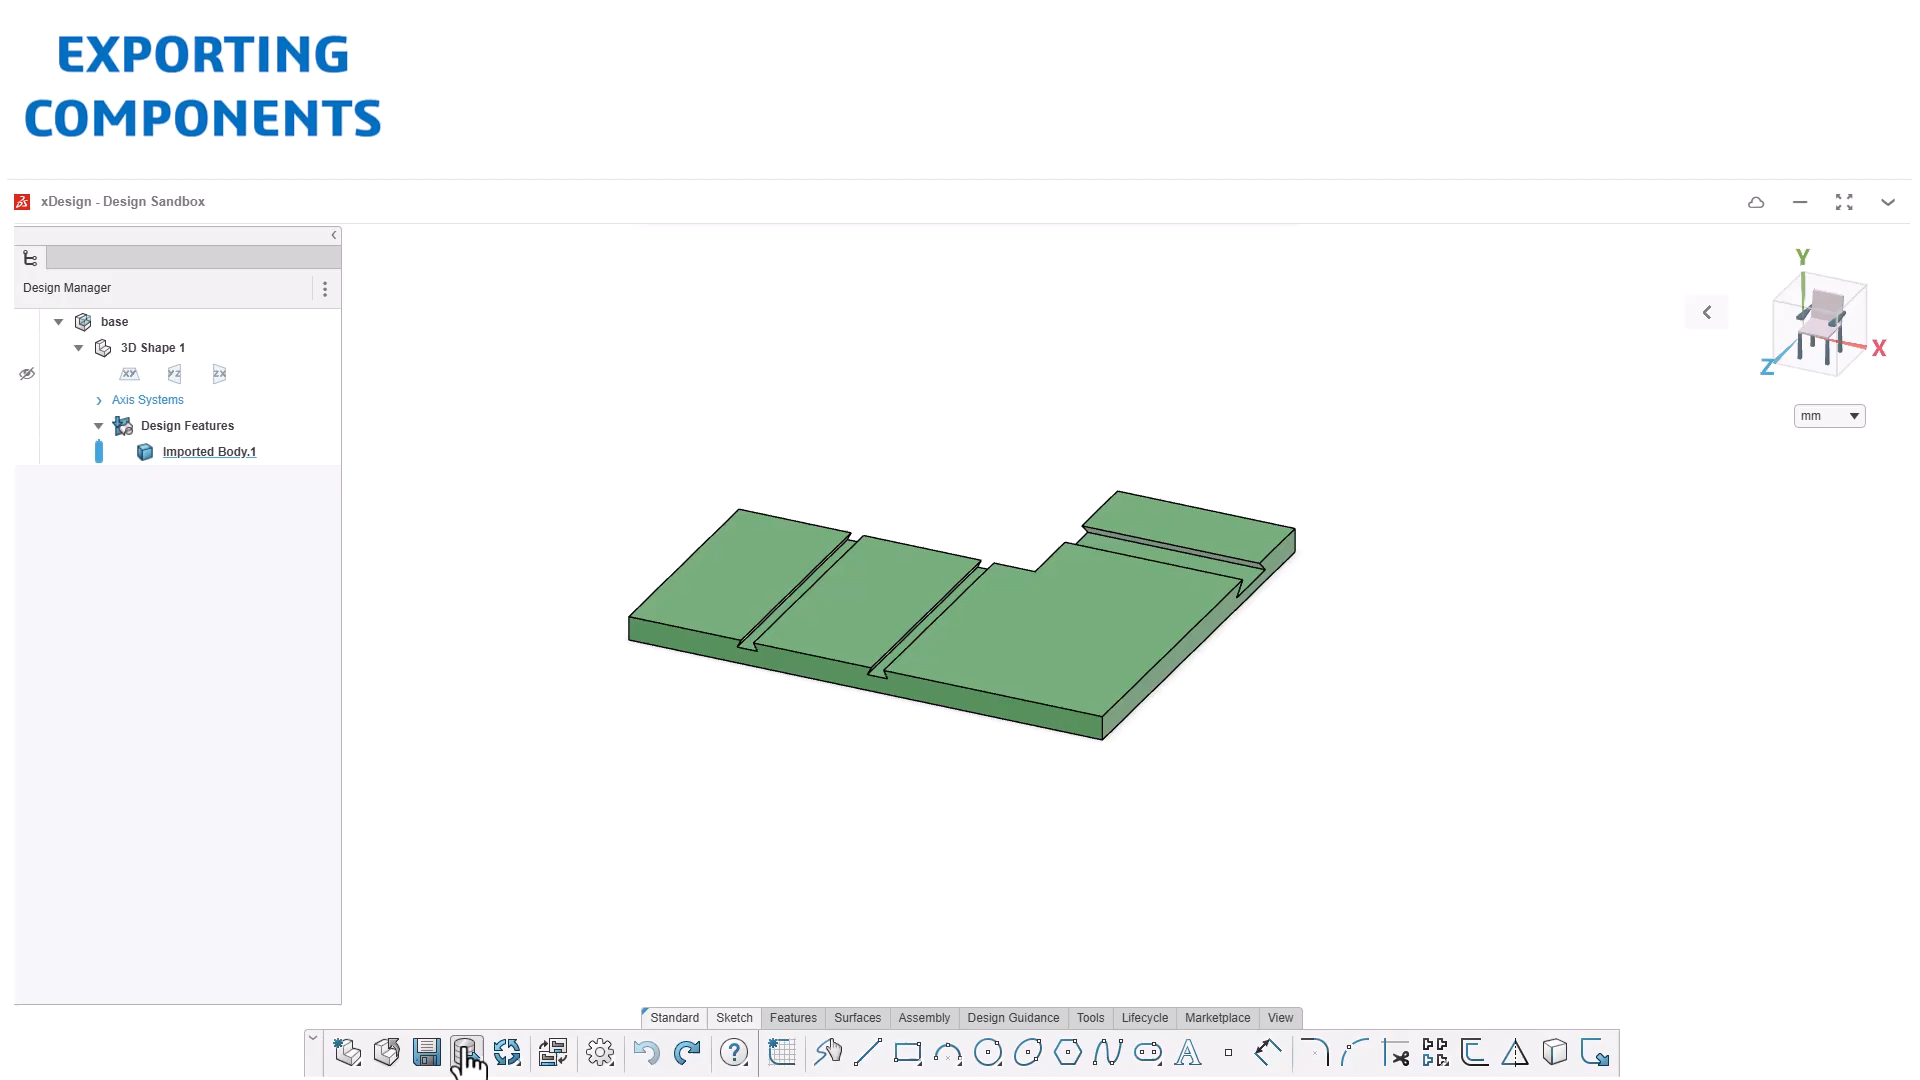 EXPORTING
COMPONENTS
xDesign - Design Sandbox
Design Manager
base
3D Shape 1
XY YZ ZX
Axis Systems
Design Features
Imported Body.1
Y
X
Z
mm
Standard Sketch Features Surfaces Assembly Design Guidance Tools Lifecycle Marketplace View